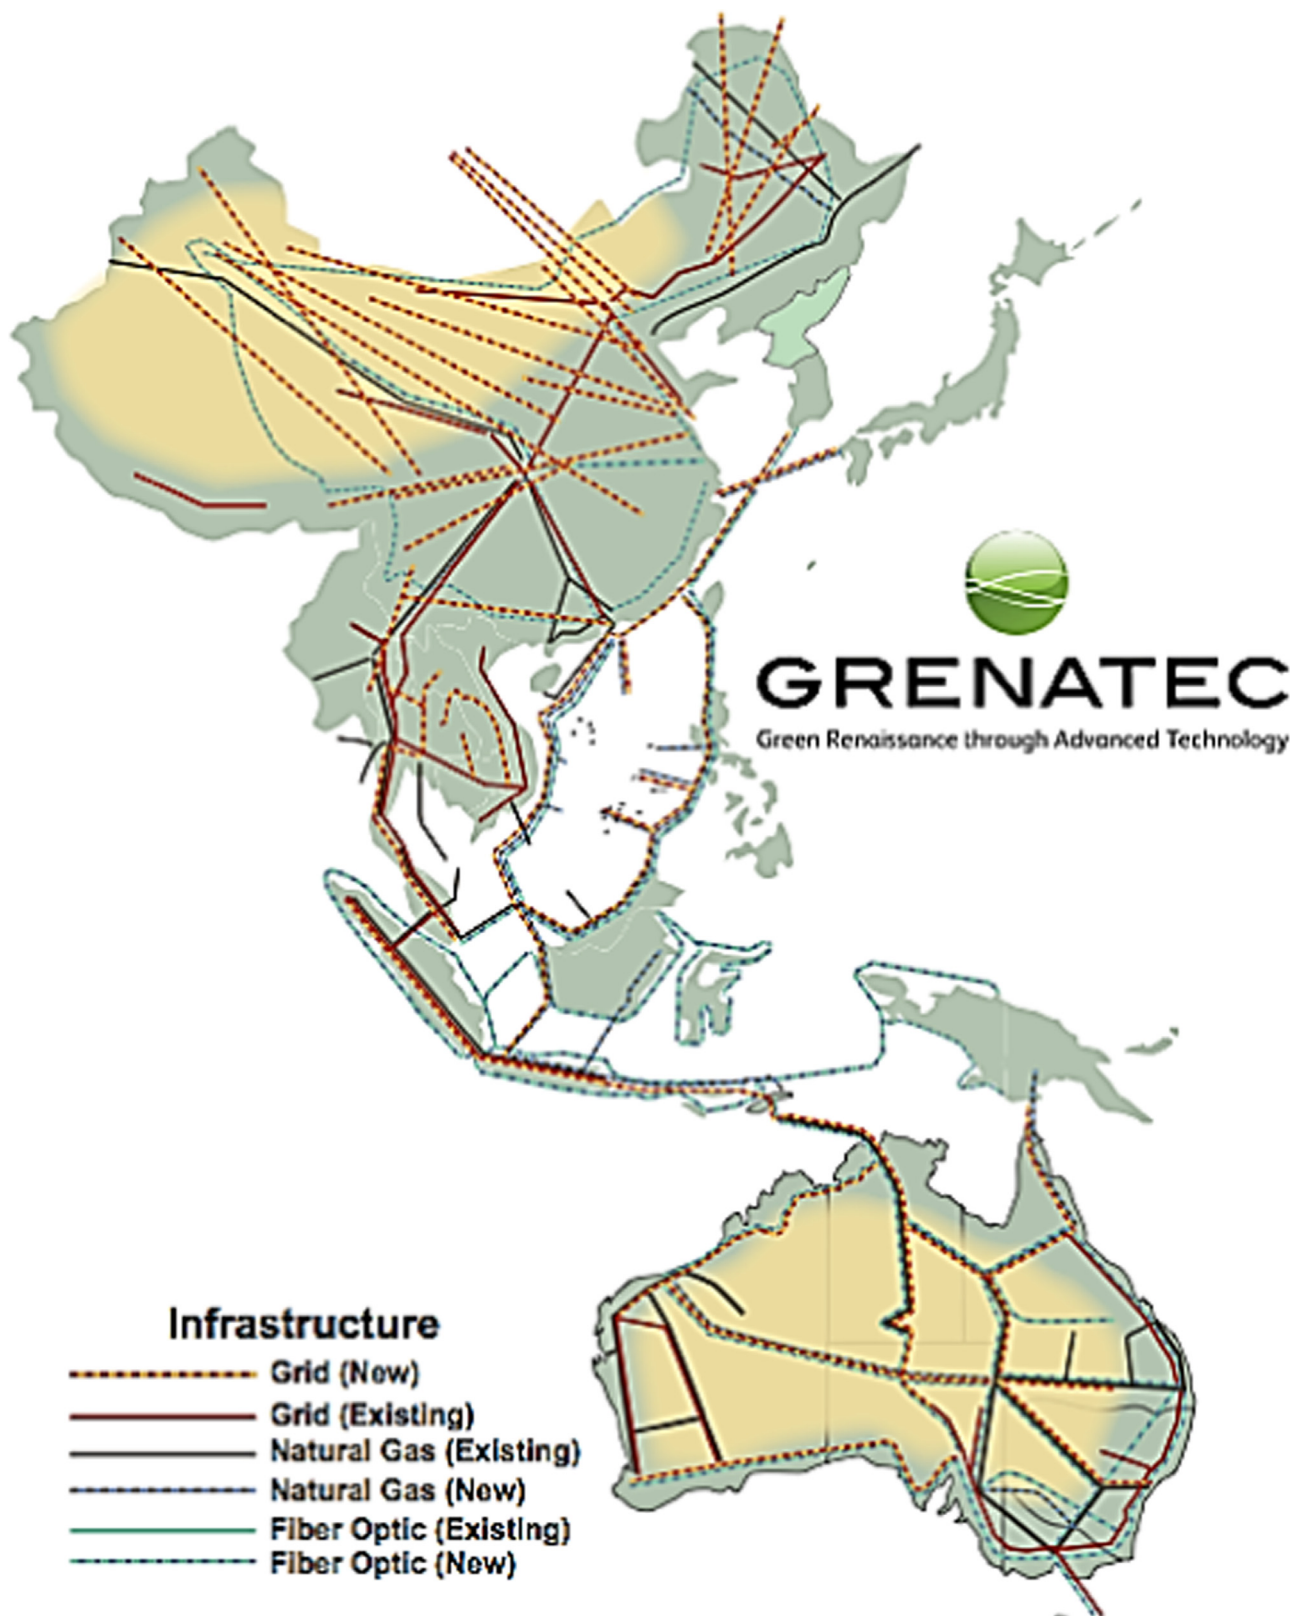 GRENATEC
Green Renaissance through Advanced Technology
Infrastructure
Grid (New)
Grid (Existing)
Natural Gas (Existing)
Natural Gas (New)
Fiber Optic (Existing)
Fiber Optic (New)